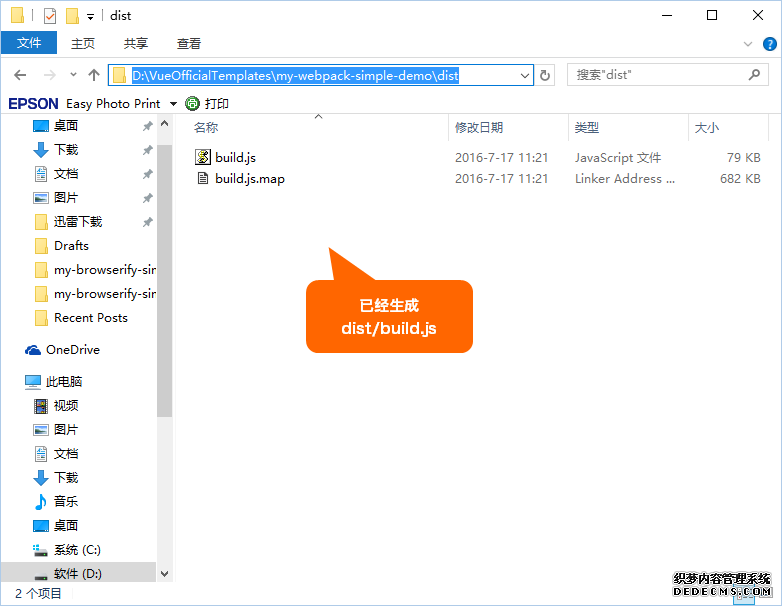 dist
文件 主页 共享 查看
D:\VueOfficialTemplates\my-webpack-simple-demo\dist 搜索"dist"
EPSON Easy Photo Print 打印
名称 修改日期 类型 大小
build.js 2016-7-17 11:21 JavaScript 文件 79 KB
build.js.map 2016-7-17 11:21 Linker Address ... 682 KB
桌面
下载
文档
图片
迅雷下载
Drafts
my-browserify-sir
my-browserify-sir
Recent Posts
OneDrive
此电脑
视频
图片
文档
下载
音乐
桌面
系统 (C:)
软件 (D:)
已经生成
dist/build.js
2 个项目
织梦内容管理系统
DEDECMS.COM